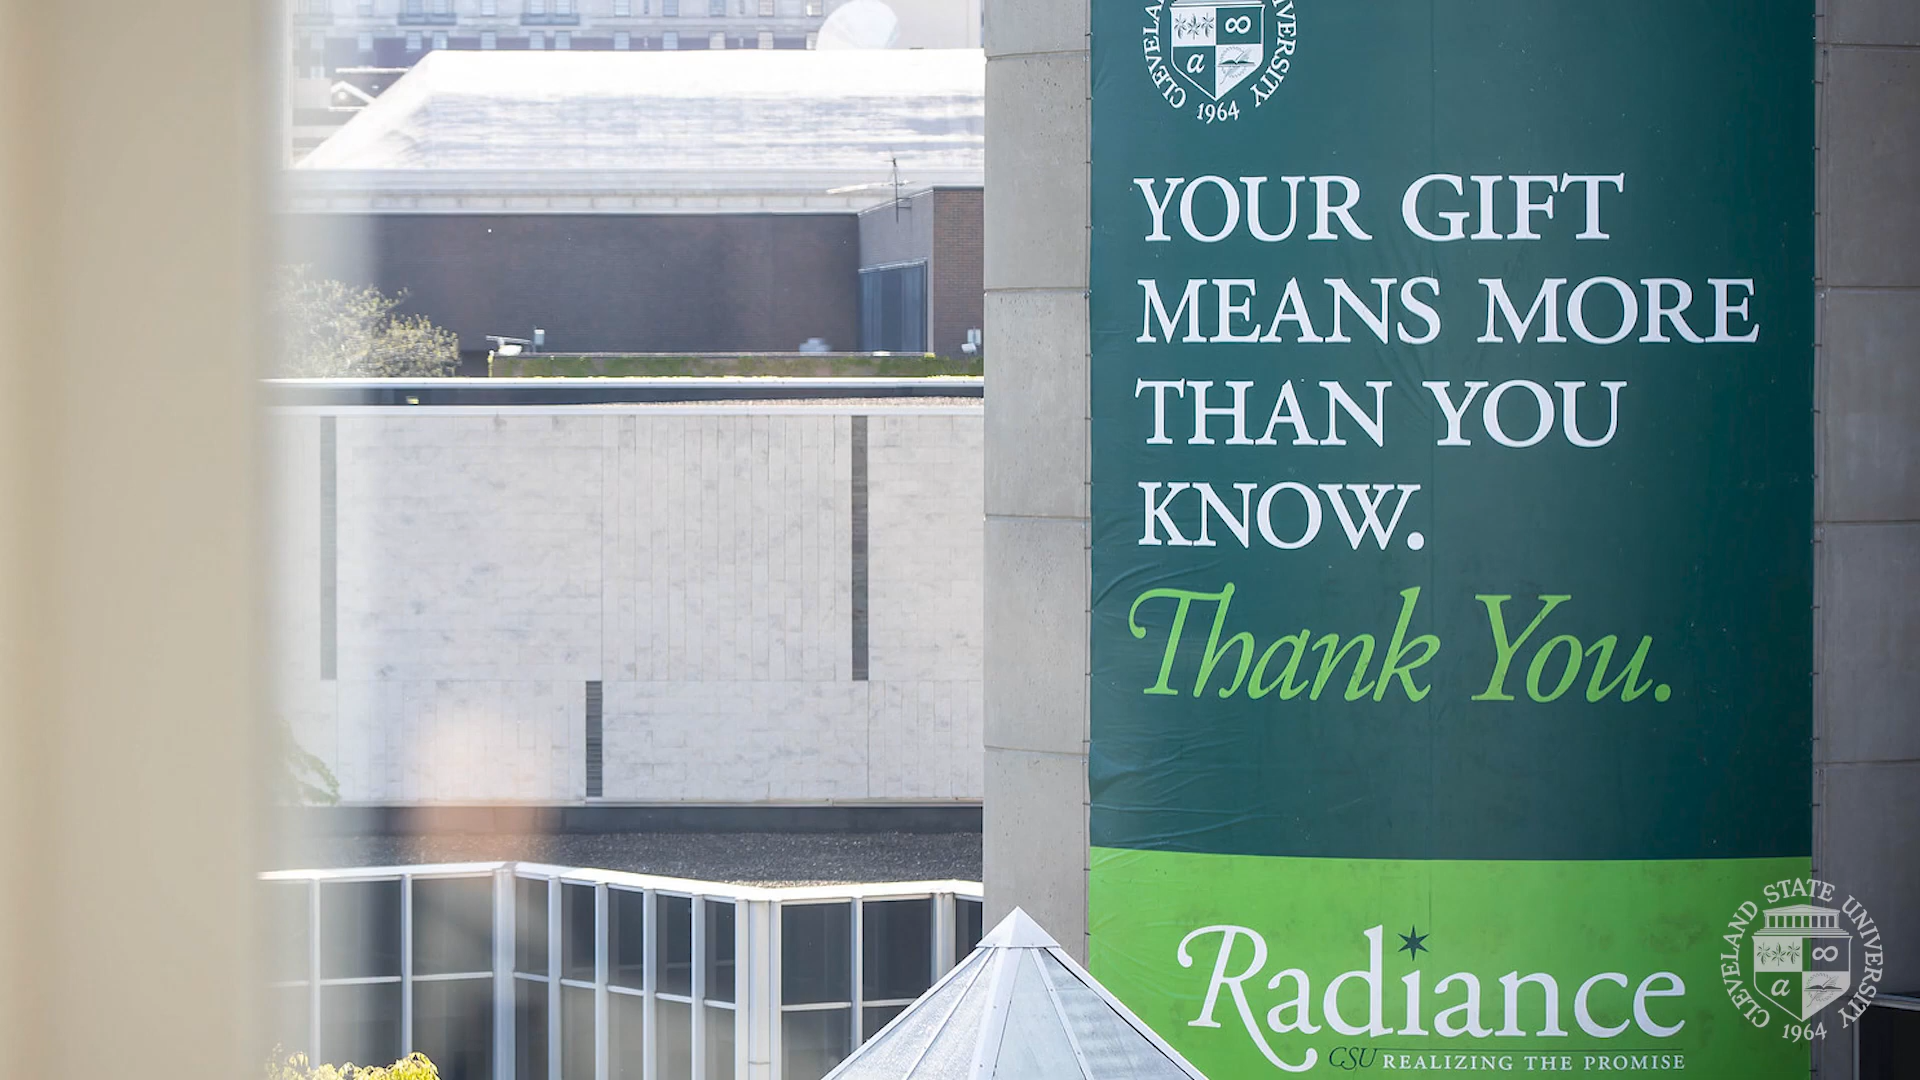 CLEVELAND STATE UNIVERSITY
1964
YOUR GIFT
MEANS MORE
THAN YOU
KNOW.
Thank You.
Radiance
CSU REALIZING THE PROMISE
CLEVELAND STATE UNIVERSITY
a
1964